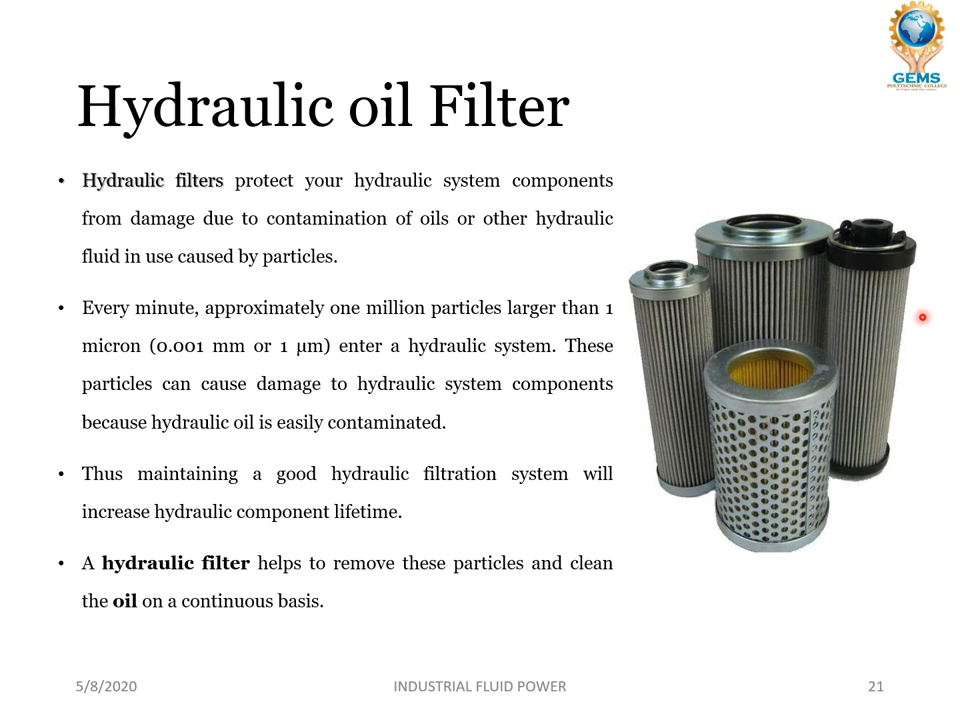 GEMS
POLYTECHNIC COLLEGE
Hydraulic oil Filter
• Hydraulic filters protect your hydraulic system components
from damage due to contamination of oils or other hydraulic
fluid in use caused by particles.
• Every minute, approximately one million particles larger than 1
micron (0.001 mm or 1 µm) enter a hydraulic system. These
particles can cause damage to hydraulic system components
because hydraulic oil is easily contaminated.
• Thus maintaining a good hydraulic filtration system will
increase hydraulic component lifetime.
• A hydraulic filter helps to remove these particles and clean
the oil on a continuous basis.
5/8/2020
INDUSTRIAL FLUID POWER
21